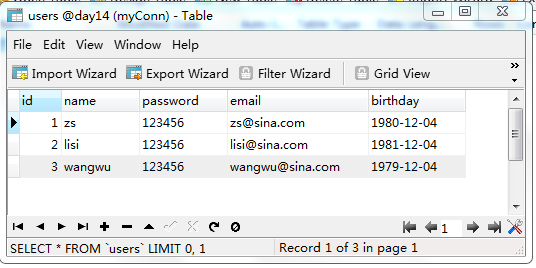 users @day14 (myConn) - Table
File Edit View Window Help
Import Wizard Export Wizard Filter Wizard Grid View
id name password email birthday
1 zs 123456 zs@sina.com 1980-12-04
2 lisi 123456 lisi@sina.com 1981-12-04
3 wangwu 123456 wangwu@sina.com 1979-12-04
1
SELECT * FROM `users` LIMIT 0, 1 Record 1 of 3 in page 1